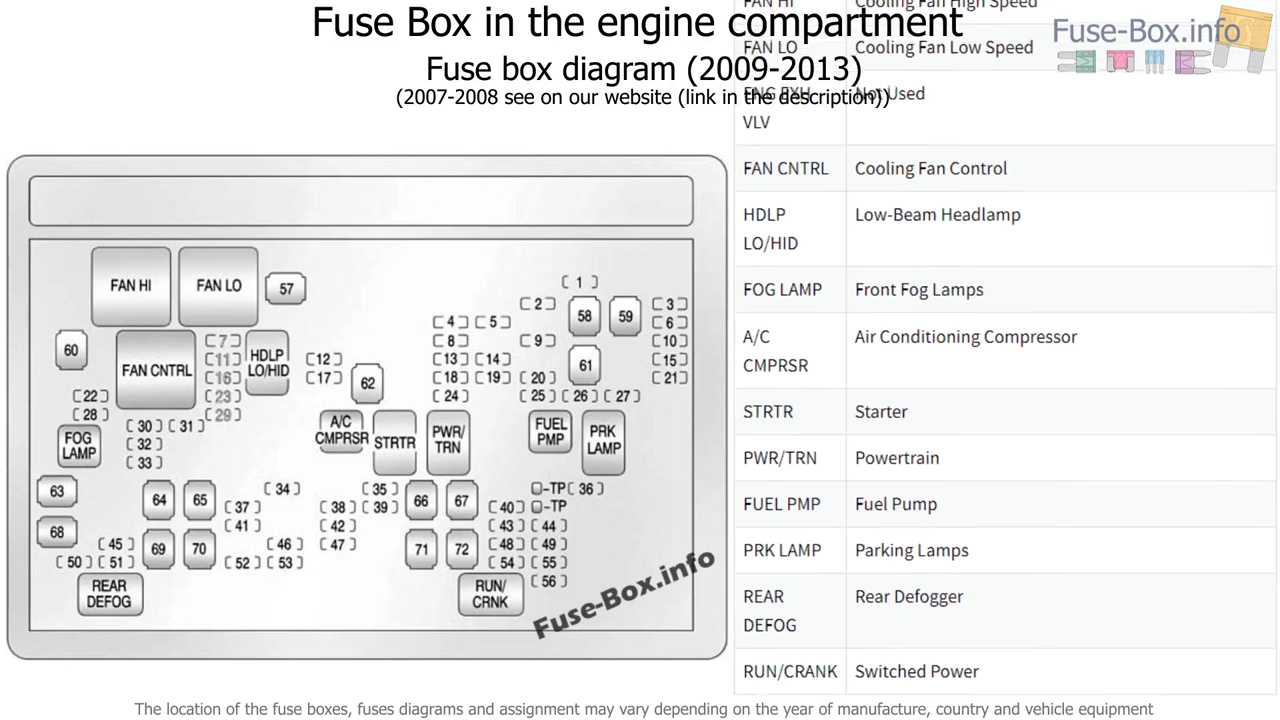 Fuse Box in the engine compartment
Fuse box diagram (2009-2013)
(2007-2008 see on our website (link in the description))
Fuse-Box.info
FAN HI Cooling Fan High Speed
FAN LO Cooling Fan Low Speed
ENG EXH VLV Not Used
FAN CNTRL Cooling Fan Control
HDLP LO/HID Low-Beam Headlamp
FOG LAMP Front Fog Lamps
A/C CMPRSR Air Conditioning Compressor
STRTR Starter
PWR/TRN Powertrain
FUEL PMP Fuel Pump
PRK LAMP Parking Lamps
REAR DEFOG Rear Defogger
RUN/CRANK Switched Power
FAN HI FAN LO 57 1
2 58 59 3
4 5 6
60 FAN CNTRL 7 HDLP LO/HID 8 9 10
11 12 13 14 61 15
16 17 62 18 19 20 21
22 23 24 25 26 27
28 29
FOG LAMP 30 31 A/C CMPRSR STRTR PWR/TRN FUEL PMP PRK LAMP
32
33
63 64 65 34 35 66 67 -TP 36
37 38 39 40 -TP
68 41 42 43 44
45 69 70 46 47 71 72 48 49
50 51 52 53 54 55
REAR DEFOG RUN/CRNK 56
Fuse-Box.info
The location of the fuse boxes, fuses diagrams and assignment may vary depending on the year of manufacture, country and vehicle equipment